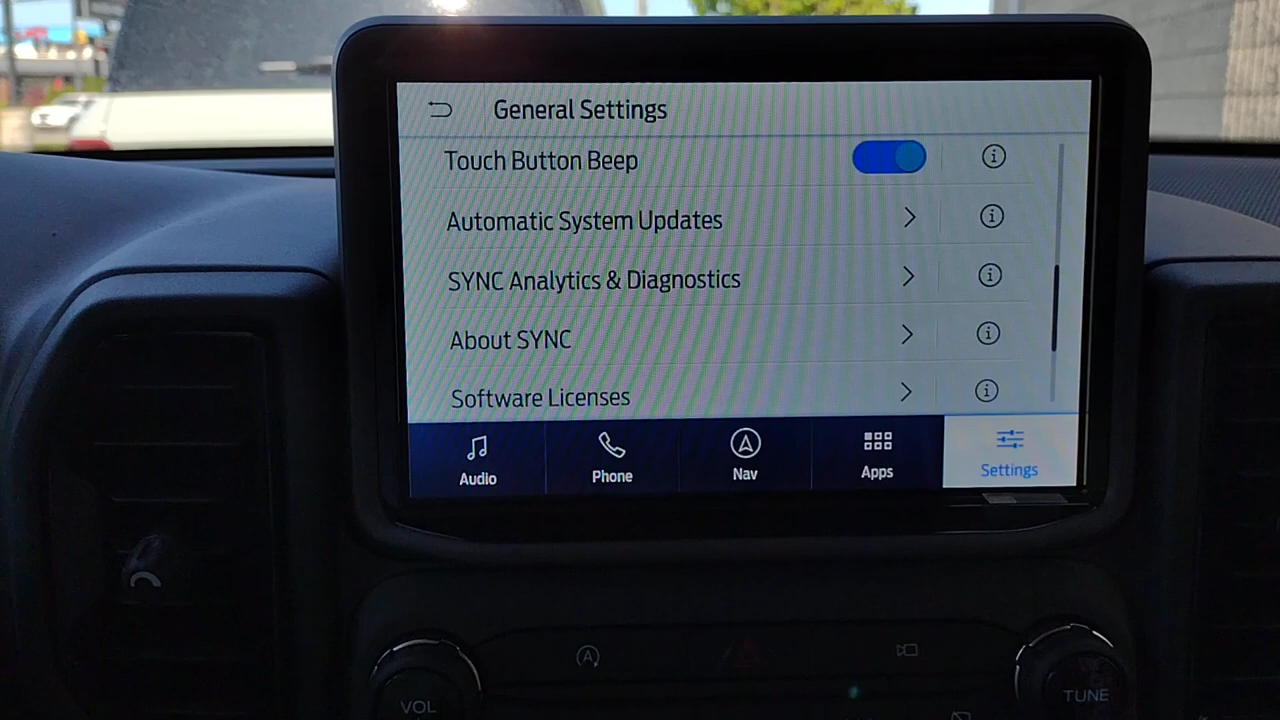 General Settings
Touch Button Beep
Automatic System Updates
SYNC Analytics & Diagnostics
About SYNC
Software Licenses
Audio
Phone
Nav
Apps
Settings
A
VOL
TUNE